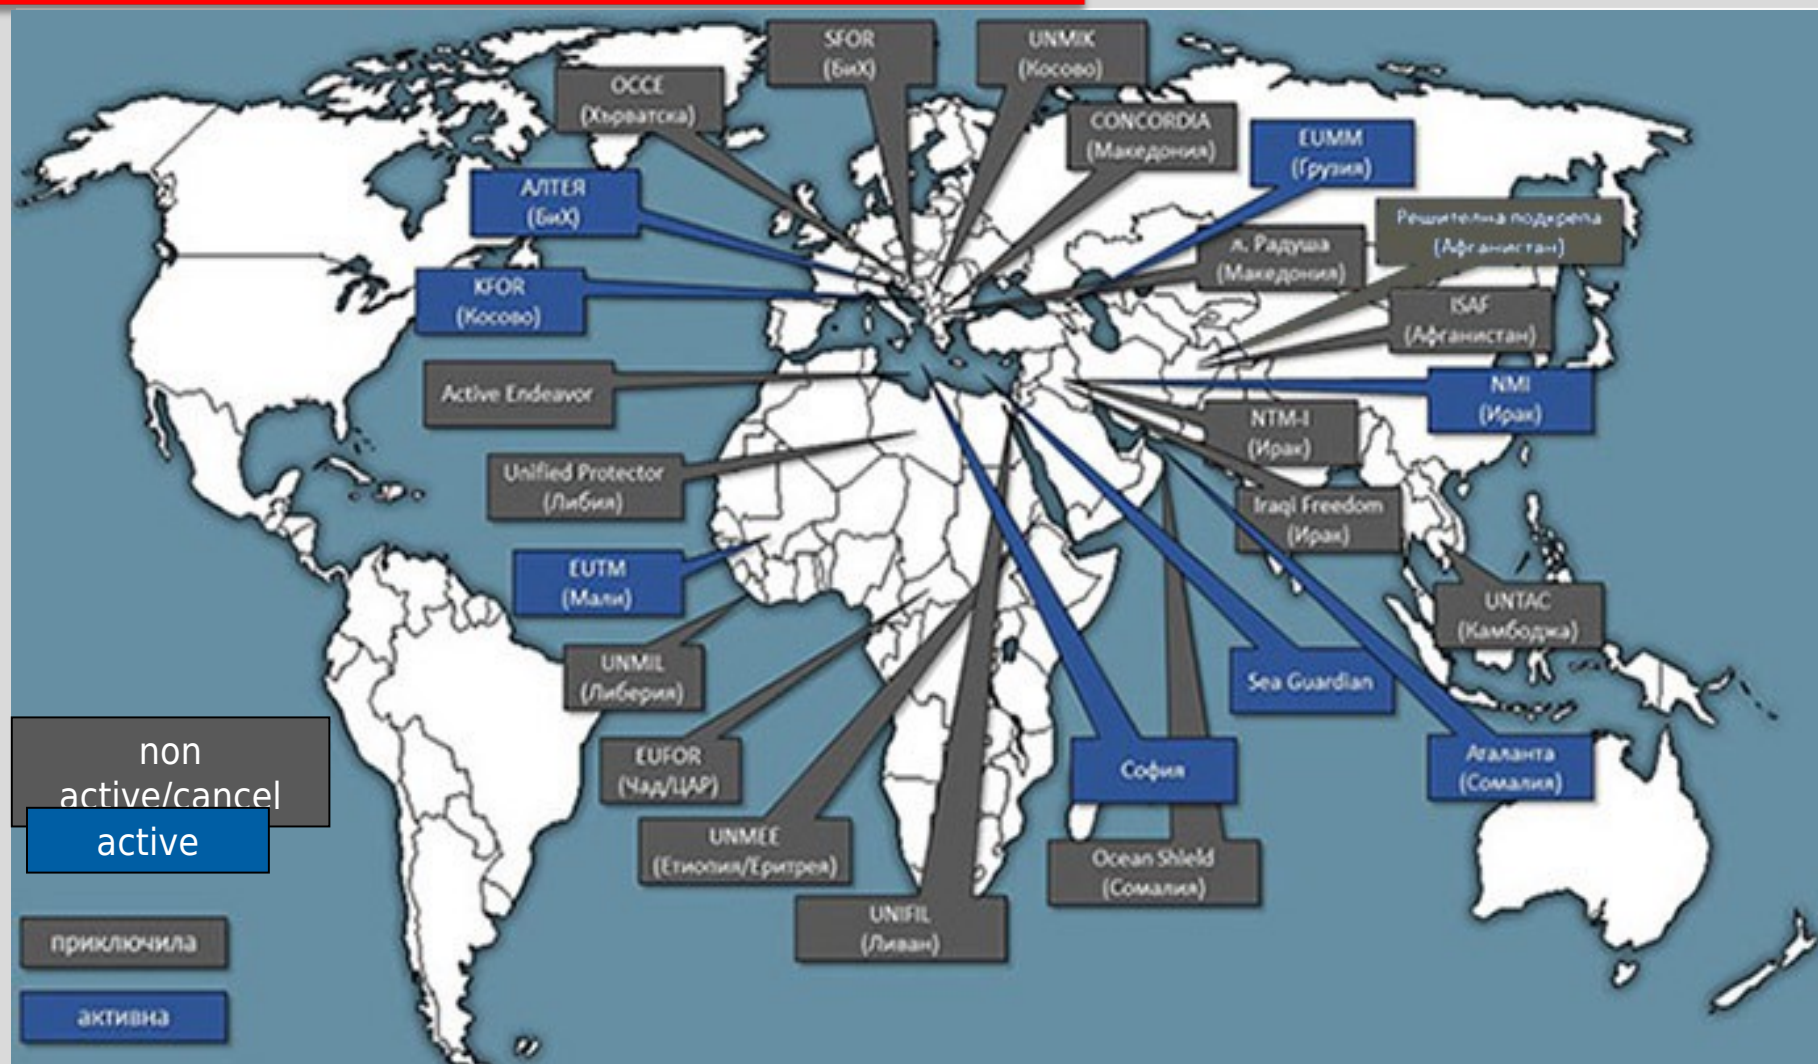 SFOR
(БиХ)
UNMIK
(Косово)
ОССЕ
(Хърватска)
CONCORDIA
(Македония)
EUMM
(Грузия)
АЛТЕЯ
(БиХ)
Решителна подкрепа
(Афганистан)
л. Радуша
(Македония)
KFOR
(Косово)
ISAF
(Афганистан)
Active Endeavor
NMI
(Ирак)
NTM-I
(Ирак)
Unified Protector
(Либия)
Iraqi Freedom
(Ирак)
EUTM
(Мали)
UNTAC
(Камбоджа)
UNMIL
(Либерия)
Sea Guardian
EUFOR
(Чад/ЦАР)
София
Аталанта
(Сомалия)
non
active/cancel
active
UNMEE
(Етиопия/Еритрея)
Ocean Shield
(Сомалия)
UNIFIL
(Ливан)
приключила
активна